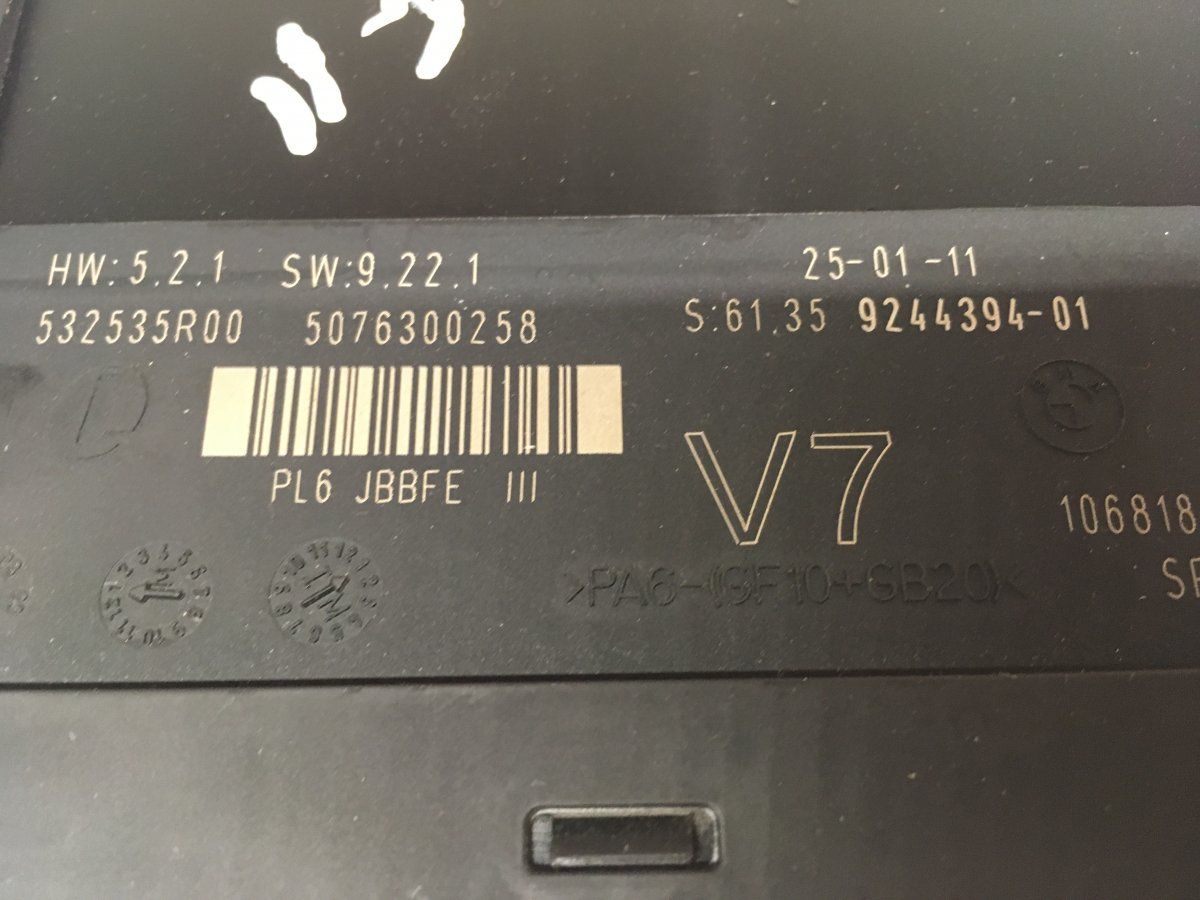 HW:5.2.1 SW:9.22.1 25-01-11
532535R00 5076300258 S:61.35 9244394-01
PL6 JBBFE III
V7
106818
>PA6-(GF10+GB20)<